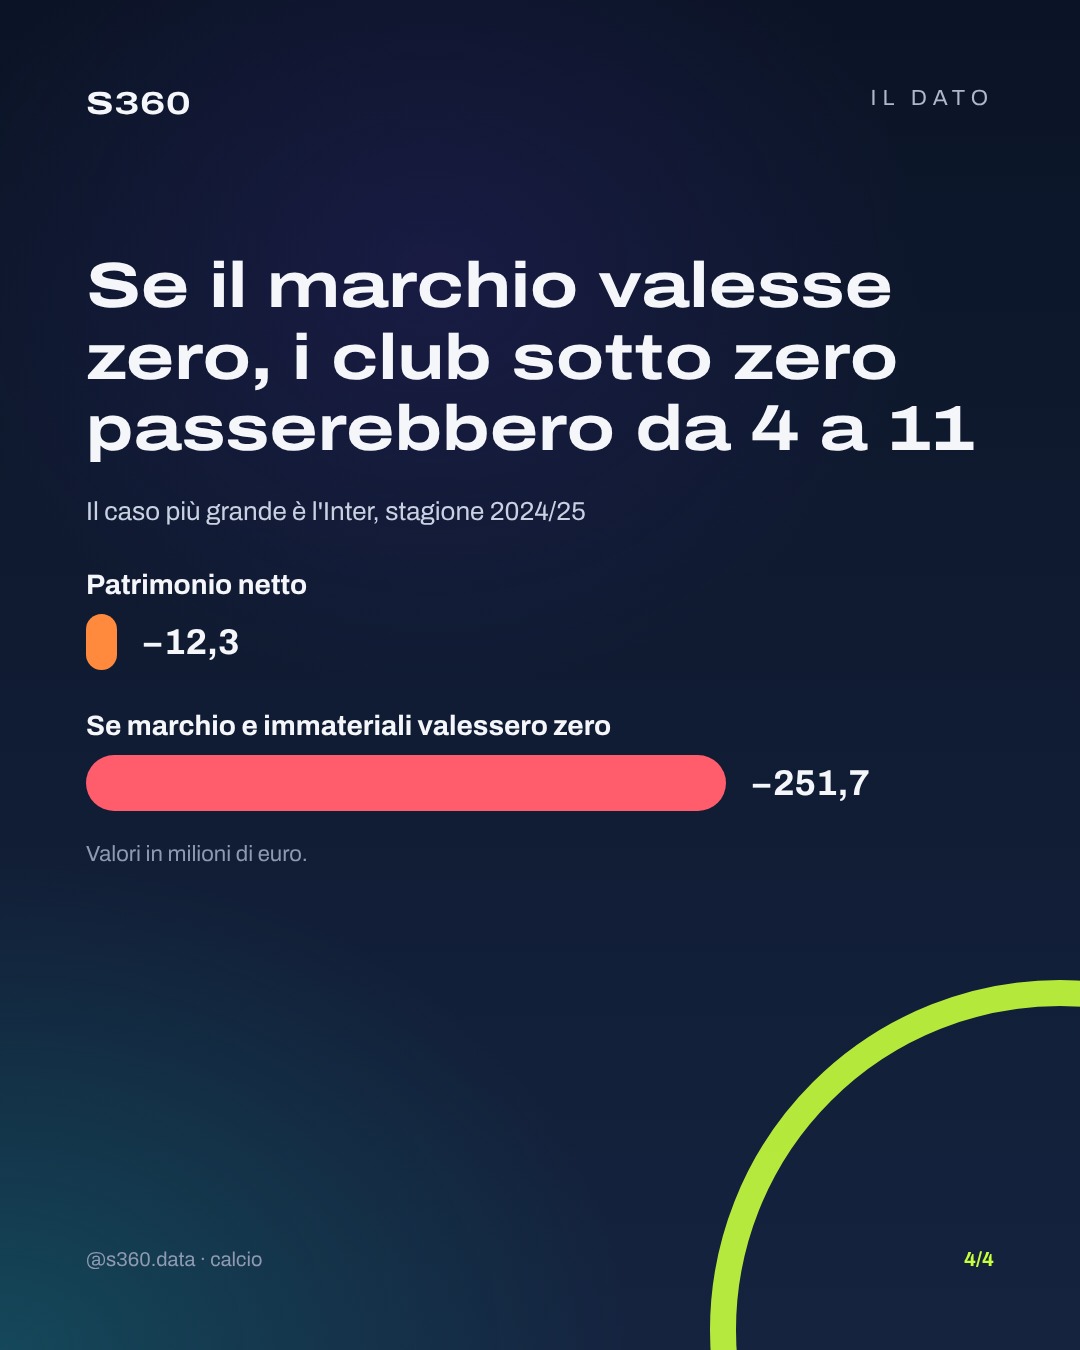 S360
IL DATO
Se il marchio valesse
zero, i club sotto zero
passerebbero da 4 a 11
Il caso più grande è l'Inter, stagione 2024/25
Patrimonio netto
–12,3
Se marchio e immateriali valessero zero
–251,7
Valori in milioni di euro.
@s360.data · calcio
4/4